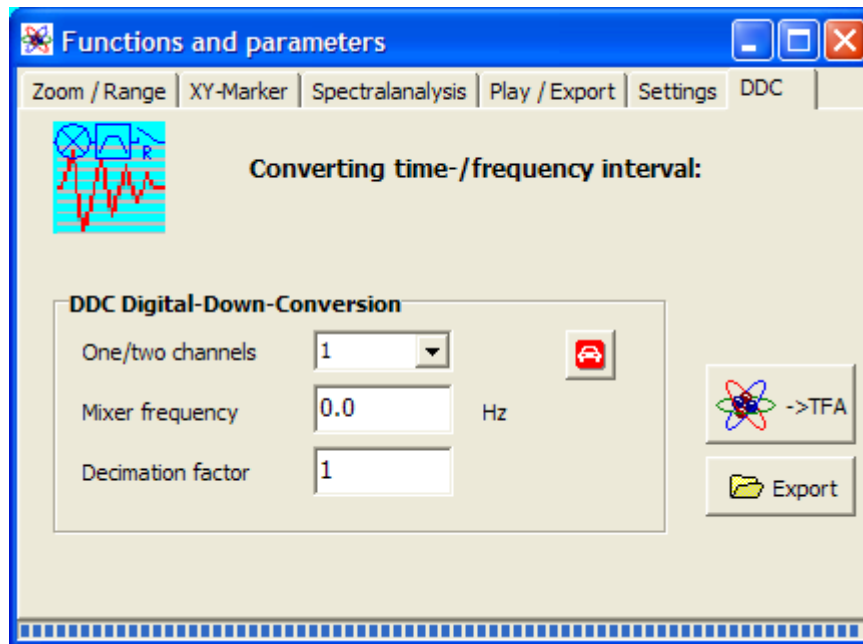 Functions and parameters
Zoom / Range XY-Marker Spectralanalysis Play / Export Settings DDC
R
Converting time-/frequency interval:
DDC Digital-Down-Conversion
One/two channels 1
Mixer frequency 0.0 Hz
Decimation factor 1
->TFA
Export